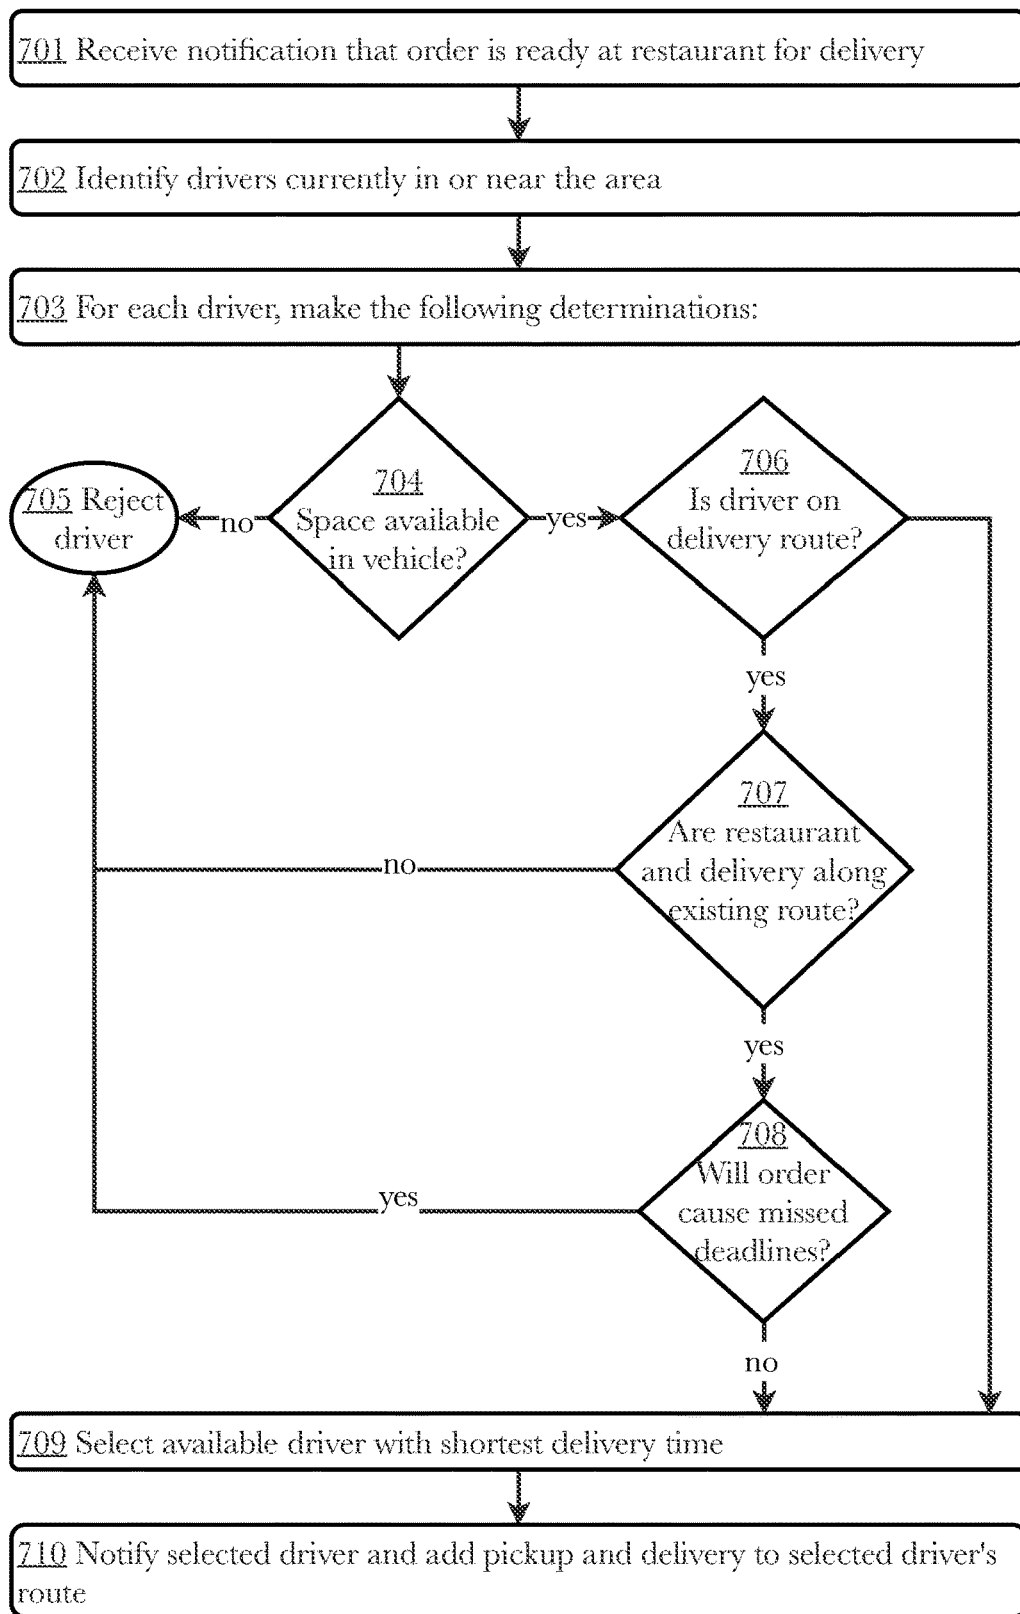 701 Receive notification that order is ready at restaurant for delivery
702 Identify drivers currently in or near the area
703 For each driver, make the following determinations:
705 Reject
driver
no
704
Space available
in vehicle?
yes
706
Is driver on
delivery route?
yes
707
Are restaurant
and delivery along
existing route?
no
yes
708
Will order
cause missed
deadlines?
yes
no
709 Select available driver with shortest delivery time
710 Notify selected driver and add pickup and delivery to selected driver's
route